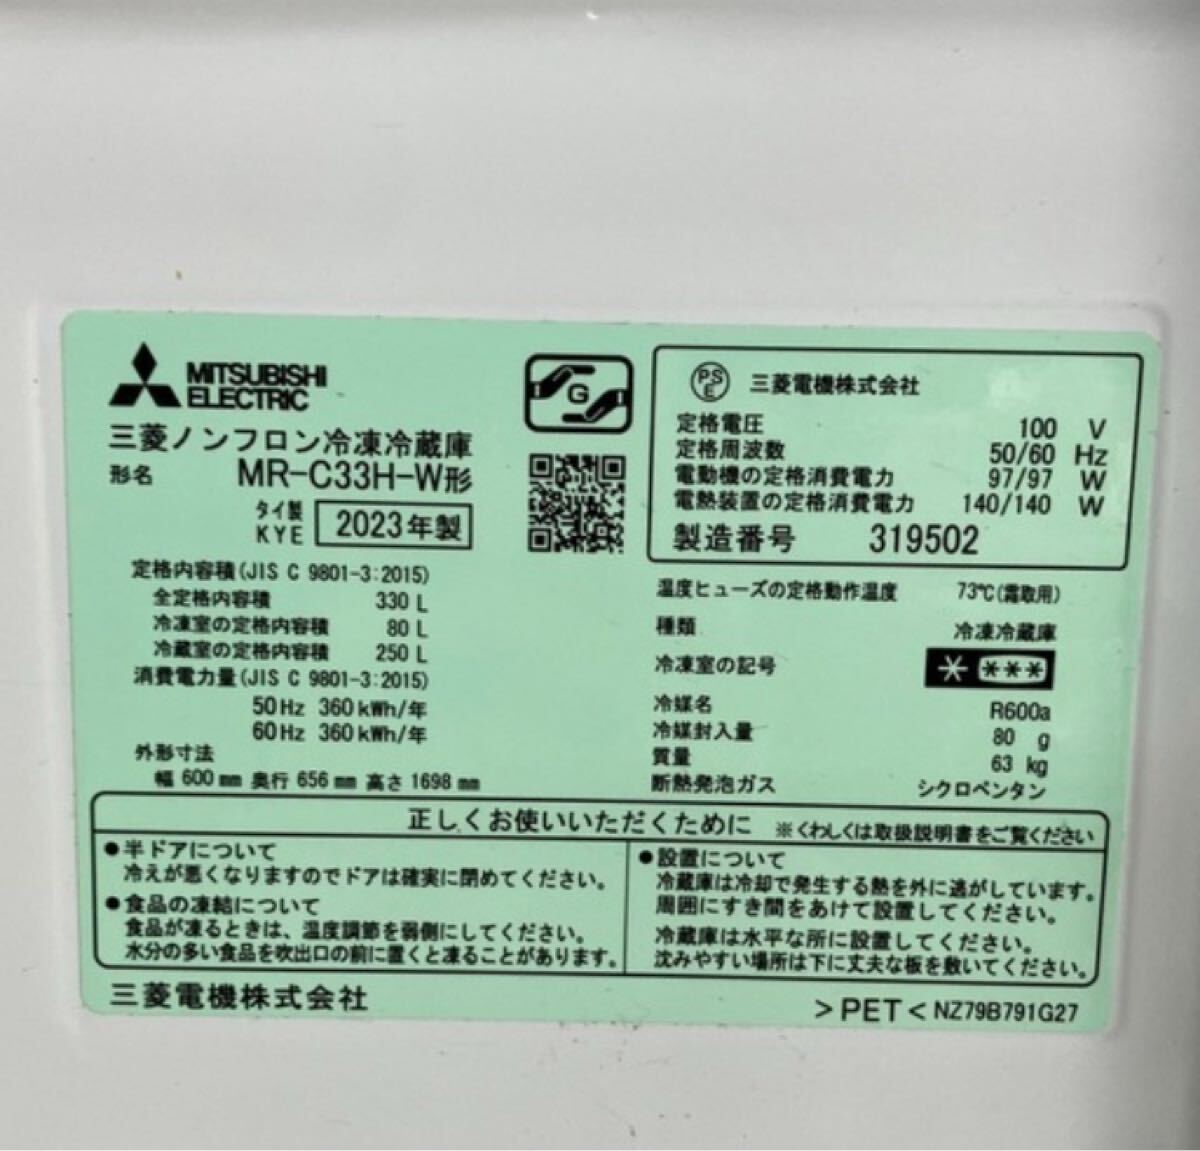 MITSUBISHI
ELECTRIC
三菱ノンフロン冷凍冷蔵庫
形名 MR-C33H-W形
タイ製
KYE 2023年製
定格内容積(JIS C 9801-3:2015)
全定格内容積 330 L
冷凍室の定格内容積 80 L
冷蔵室の定格内容積 250 L
消費電力量(JIS C 9801-3:2015)
50Hz 360kWh/年
60Hz 360kWh/年
外形寸法
幅 600mm 奥行 656mm 高さ 1698mm
G
PSE 三菱電機株式会社
定格電圧 100 V
定格周波数 50/60 Hz
電動機の定格消費電力 97/97 W
電熱装置の定格消費電力 140/140 W
製造番号 319502
温度ヒューズの定格動作温度 73℃(霜取用)
種類 冷凍冷蔵庫
冷凍室の記号 * ***
冷媒名 R600a
冷媒封入量 80 g
質量 63 kg
断熱発泡ガス シクロペンタン
正しくお使いいただくために ※くわしくは取扱説明書をご覧ください
●半ドアについて
冷えが悪くなりますのでドアは確実に閉めてください。
●食品の凍結について
食品が凍るときは、温度調節を弱側にしてください。
水分の多い食品を吹出口の前に置くと凍ることがあります。
●設置について
冷蔵庫は冷却で発生する熱を外に逃がしています。
周囲にすき間をあけて設置してください。
冷蔵庫は水平な所に設置してください。
沈みやすい場所は下に丈夫な板を敷いてください。
三菱電機株式会社
>PET< NZ79B791G27